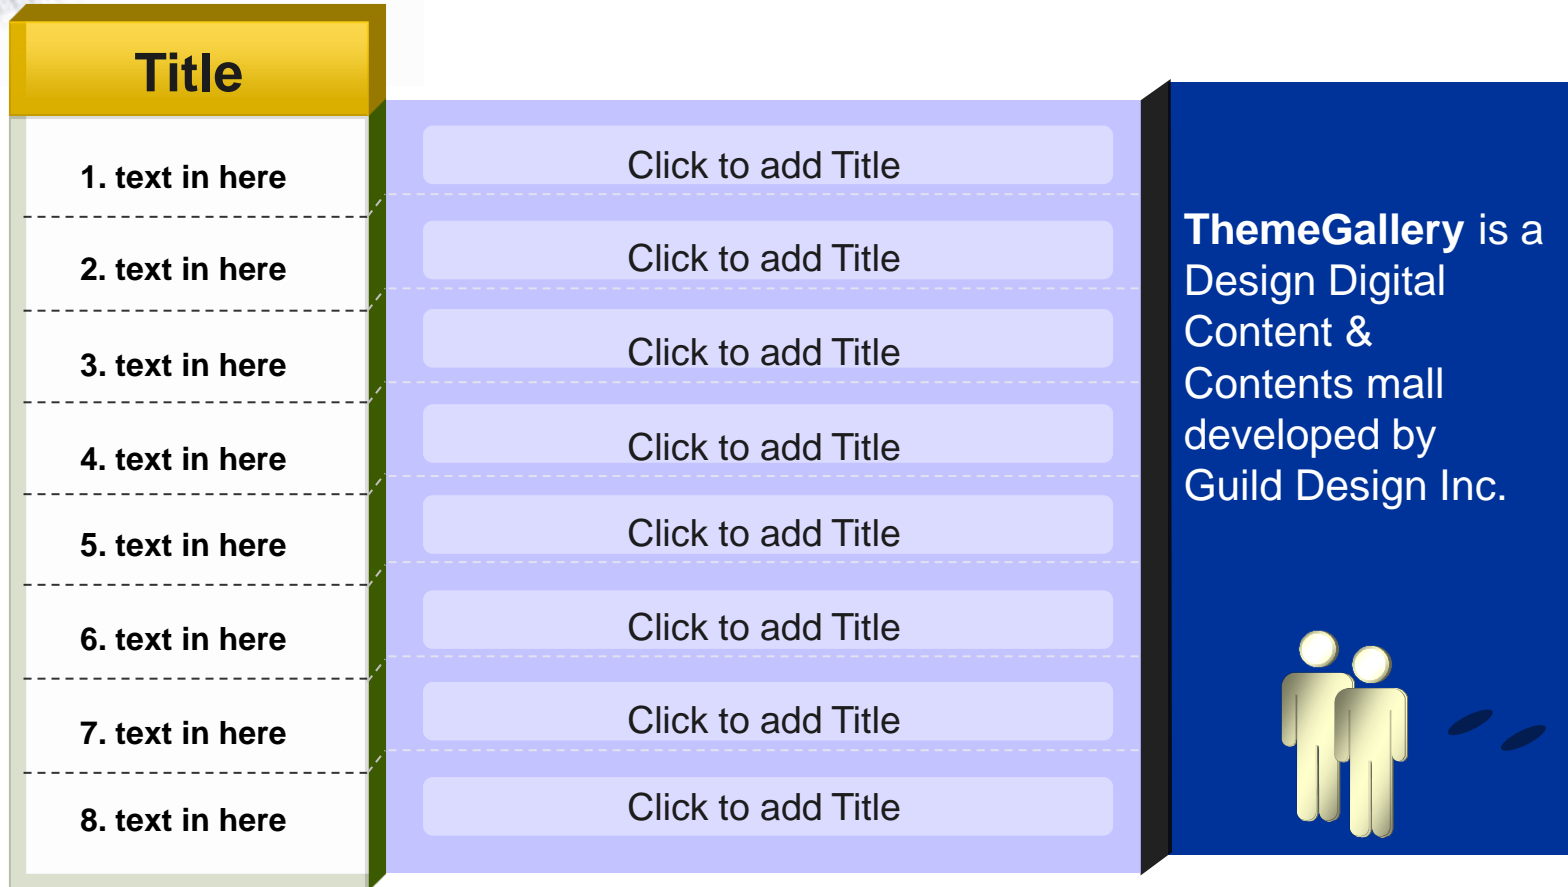 Title
1. text in here
Click to add Title
2. text in here
Click to add Title
3. text in here
Click to add Title
4. text in here
Click to add Title
5. text in here
Click to add Title
6. text in here
Click to add Title
7. text in here
Click to add Title
8. text in here
Click to add Title
ThemeGallery is a
Design Digital
Content &
Contents mall
developed by
Guild Design Inc.